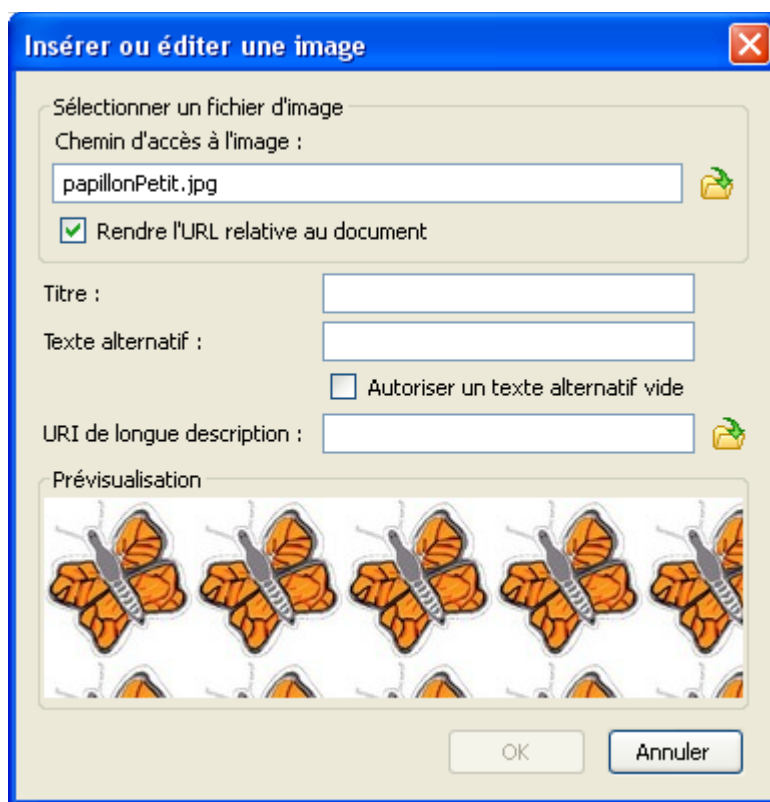 Insérer ou éditer une image
Sélectionner un fichier d'image
Chemin d'accès à l'image :
papillonPetit.jpg
Rendre l'URL relative au document
Titre :
Texte alternatif :
Autoriser un texte alternatif vide
URI de longue description :
Prévisualisation
OK
Annuler